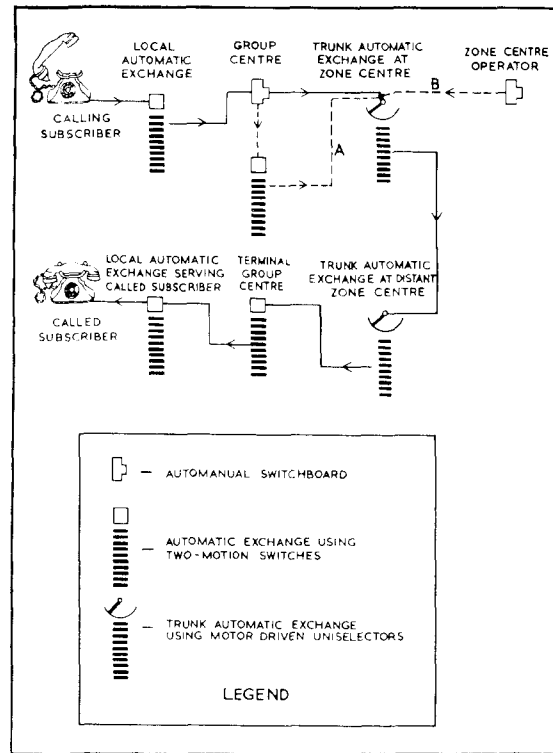 LOCAL
AUTOMATIC
EXCHANGE
GROUP
CENTRE
TRUNK AUTOMATIC
EXCHANGE AT
ZONE CENTRE
ZONE CENTRE
OPERATOR
B
CALLING
SUBSCRIBER
A
LOCAL AUTOMATIC
EXCHANGE SERVING
CALLED SUBSCRIBER
TERMINAL
GROUP
CENTRE
TRUNK AUTOMATIC
EXCHANGE AT DISTANT
ZONE CENTRE
CALLED
SUBSCRIBER
— AUTOMANUAL SWITCHBOARD
— AUTOMATIC EXCHANGE USING
TWO-MOTION SWITCHES
— TRUNK AUTOMATIC EXCHANGE
USING MOTOR DRIVEN UNISELECTORS
LEGEND